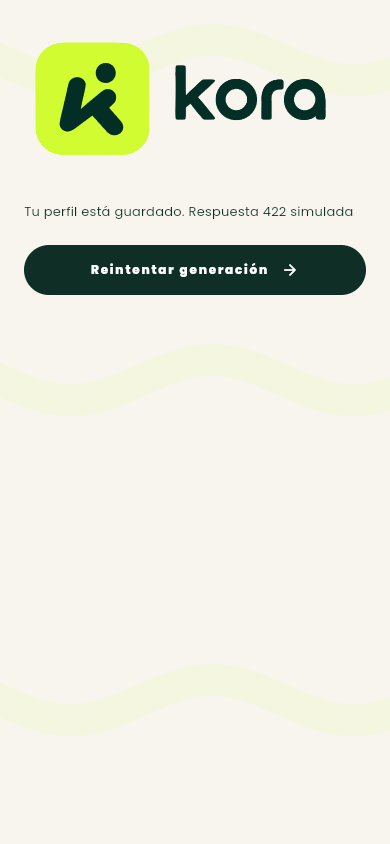 kora
Tu perfil está guardado. Respuesta 422 simulada
Reintentar generación →